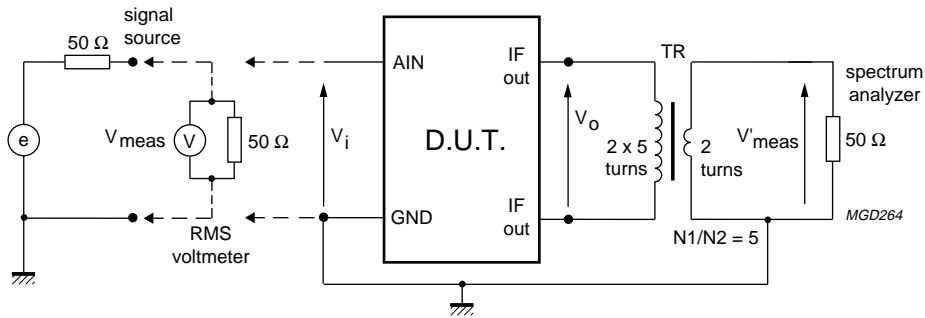 signal
source
50 Ω
e
V meas
V
50 Ω
RMS
voltmeter
V i
AIN
GND
D.U.T.
IF
out
IF
out
V o
TR
2 x 5
turns
2
turns
N1/N2 = 5
V' meas
spectrum
analyzer
50 Ω
MGD264